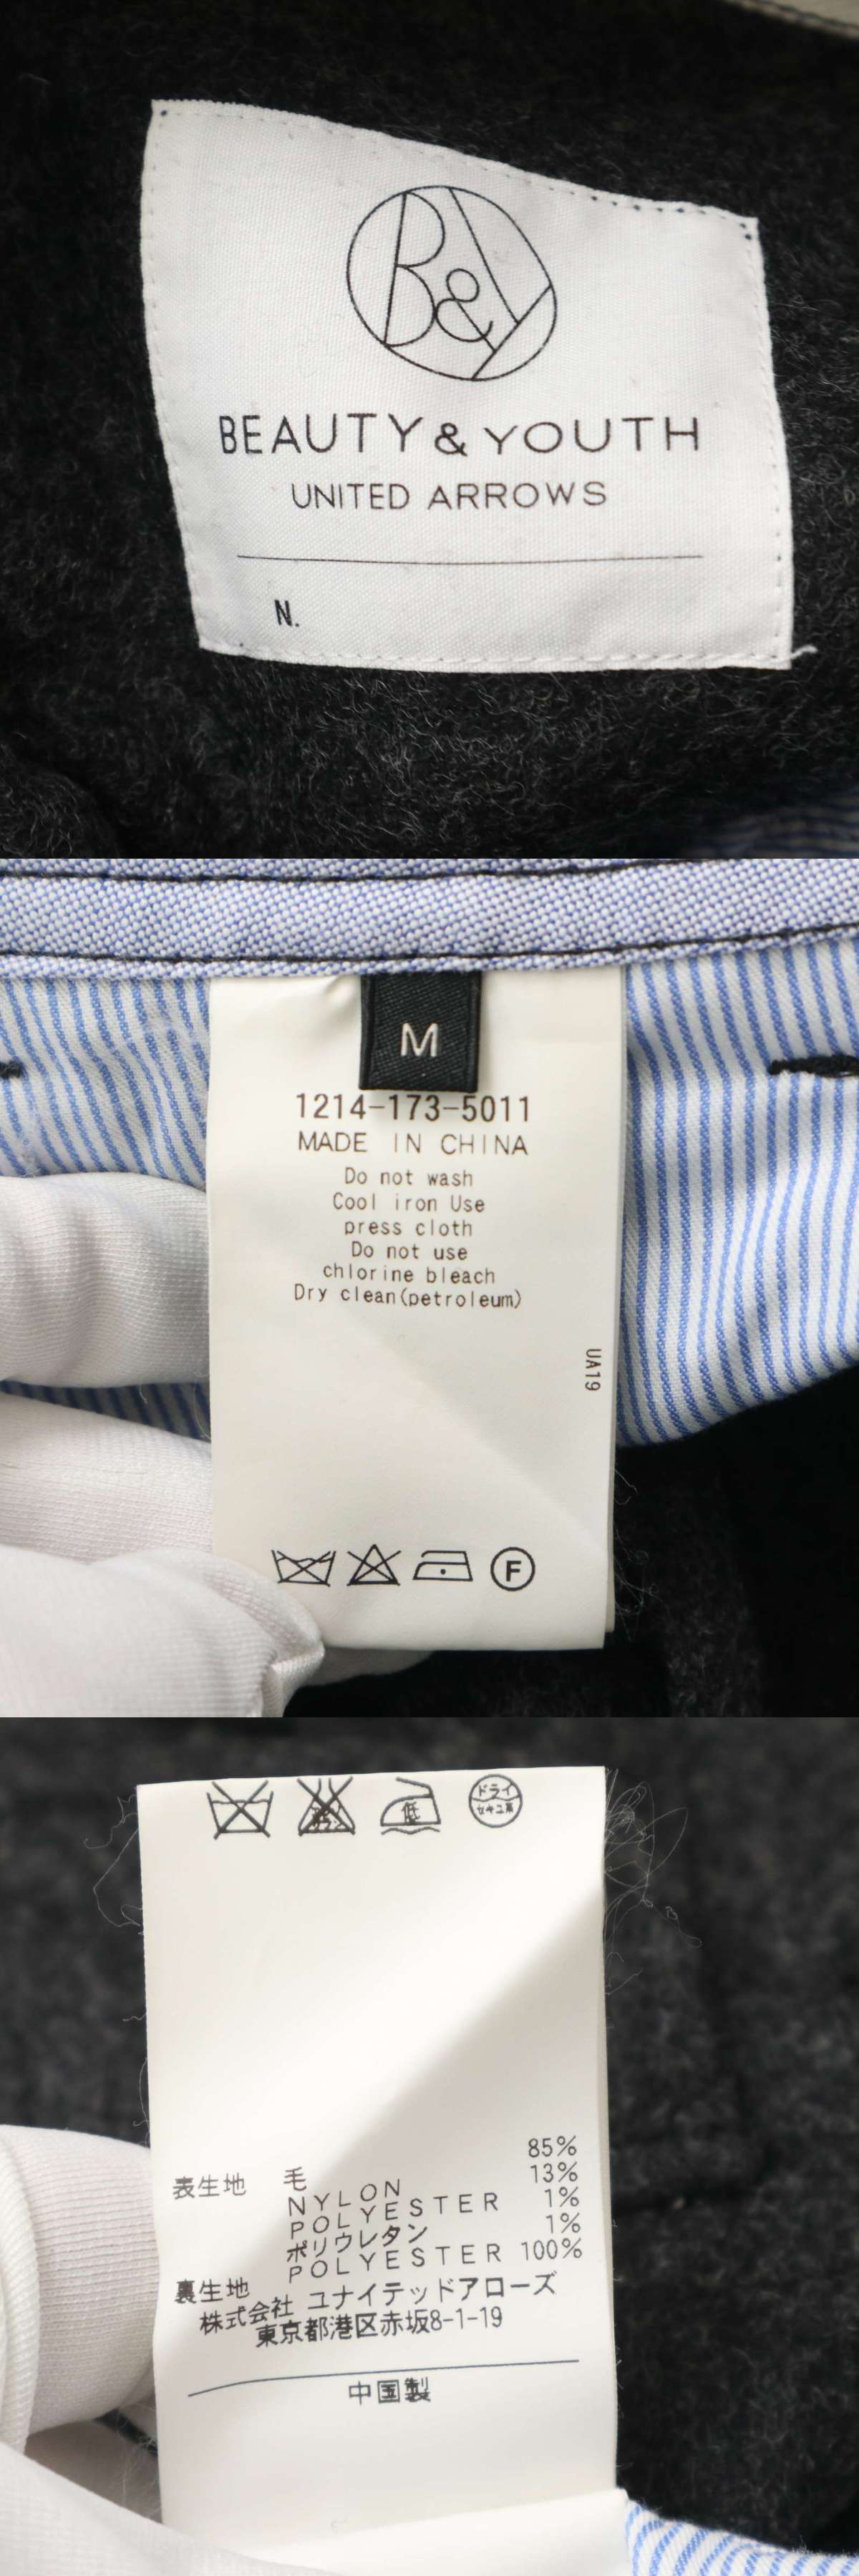 B&Y
BEAUTY & YOUTH
UNITED ARROWS
N.
M
1214-173-5011
MADE IN CHINA
Do not wash
Cool iron Use
press cloth
Do not use
chlorine bleach
Dry clean(petroleum)
UA19
F
低
ドライ
セキユ系
表生地 毛 85%
NYLON 13%
POLYESTER 1%
ポリウレタン 1%
裏生地 POLYESTER 100%
株式会社 ユナイテッドアローズ
東京都港区赤坂8-1-19
中国製